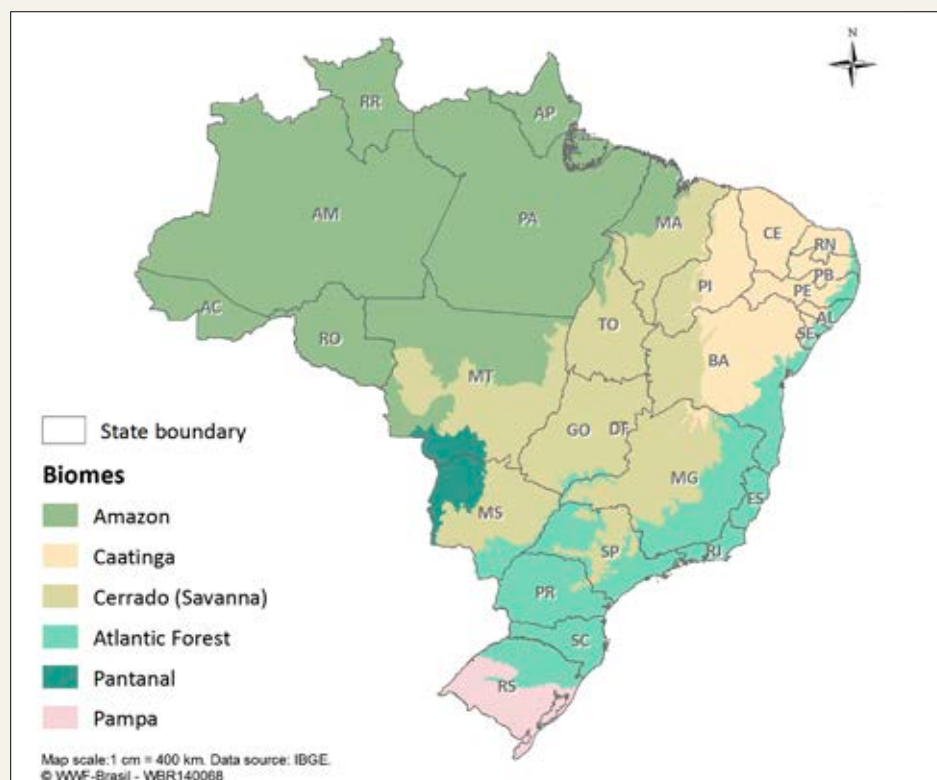 N
RR
AP
AM
PA
MA
CE
RN
PB
PE
PI
AL
SE
AC
RO
TO
BA
MT
GO
DF
MG
ES
MS
SP
RJ
PR
SC
RS
State boundary
Biomes
Amazon
Caatinga
Cerrado (Savanna)
Atlantic Forest
Pantanal
Pampa
Map scale:1 cm = 400 km. Data source: IBGE.
© WWF-Brasil - WBR140068